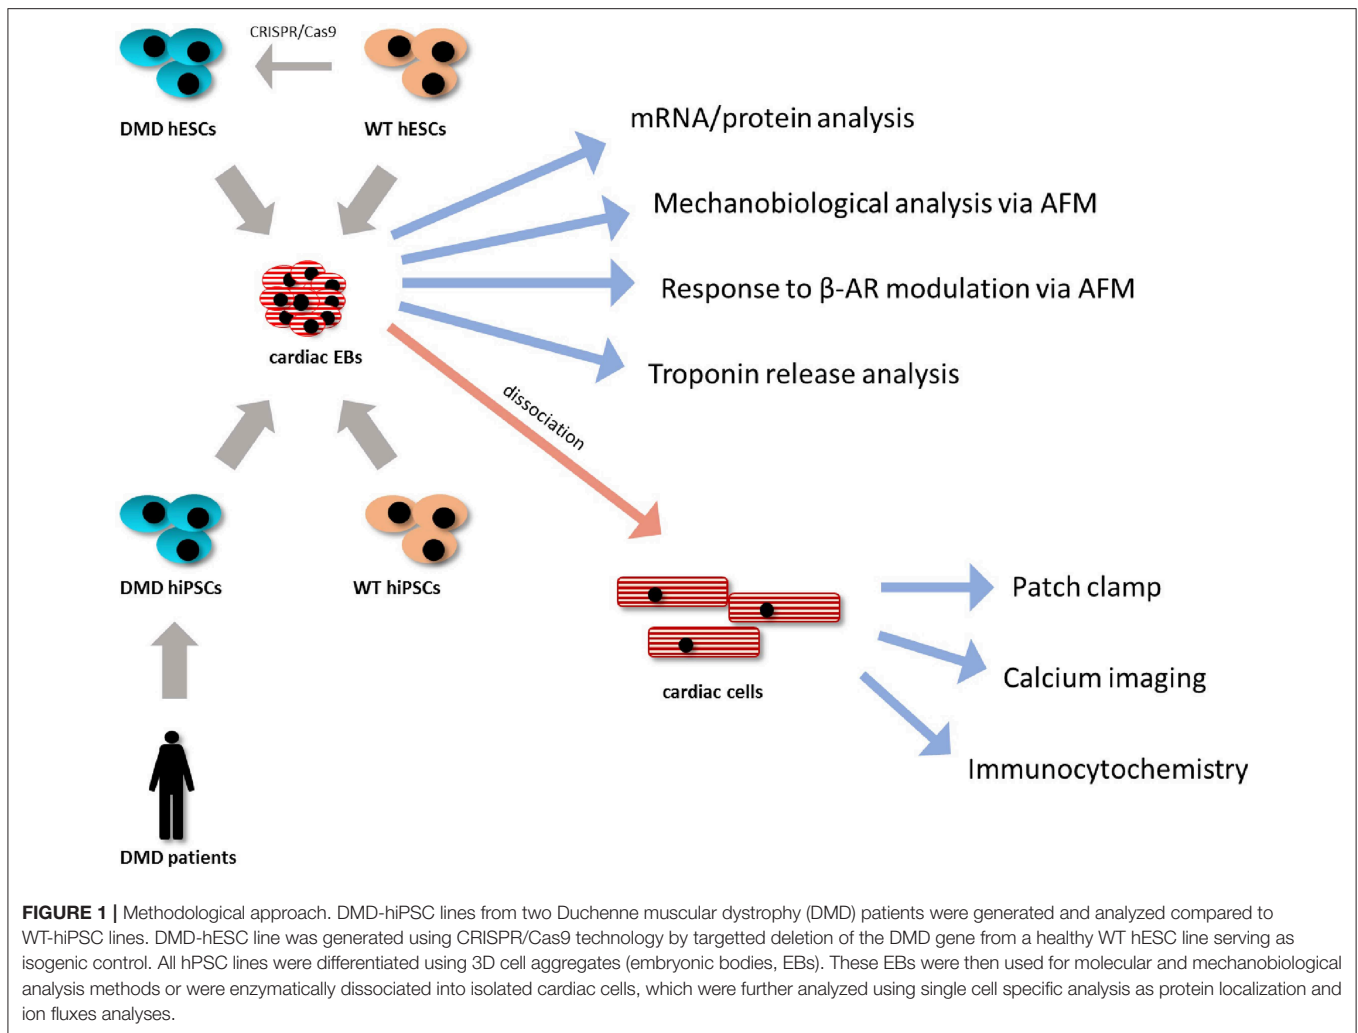 CRISPR/Cas9
DMD hESCs
WT hESCs
mRNA/protein analysis
Mechanobiological analysis via AFM
Response to β-AR modulation via AFM
Troponin release analysis
cardiac EBs
dissociation
DMD hiPSCs
WT hiPSCs
cardiac cells
Patch clamp
Calcium imaging
Immunocytochemistry
DMD patients
FIGURE 1 | Methodological approach. DMD-hiPSC lines from two Duchenne muscular dystrophy (DMD) patients were generated and analyzed compared to
WT-hiPSC lines. DMD-hESC line was generated using CRISPR/Cas9 technology by targetted deletion of the DMD gene from a healthy WT hESC line serving as
isogenic control. All hPSC lines were differentiated using 3D cell aggregates (embryonic bodies, EBs). These EBs were then used for molecular and mechanobiological
analysis methods or were enzymatically dissociated into isolated cardiac cells, which were further analyzed using single cell specific analysis as protein localization and
ion fluxes analyses.